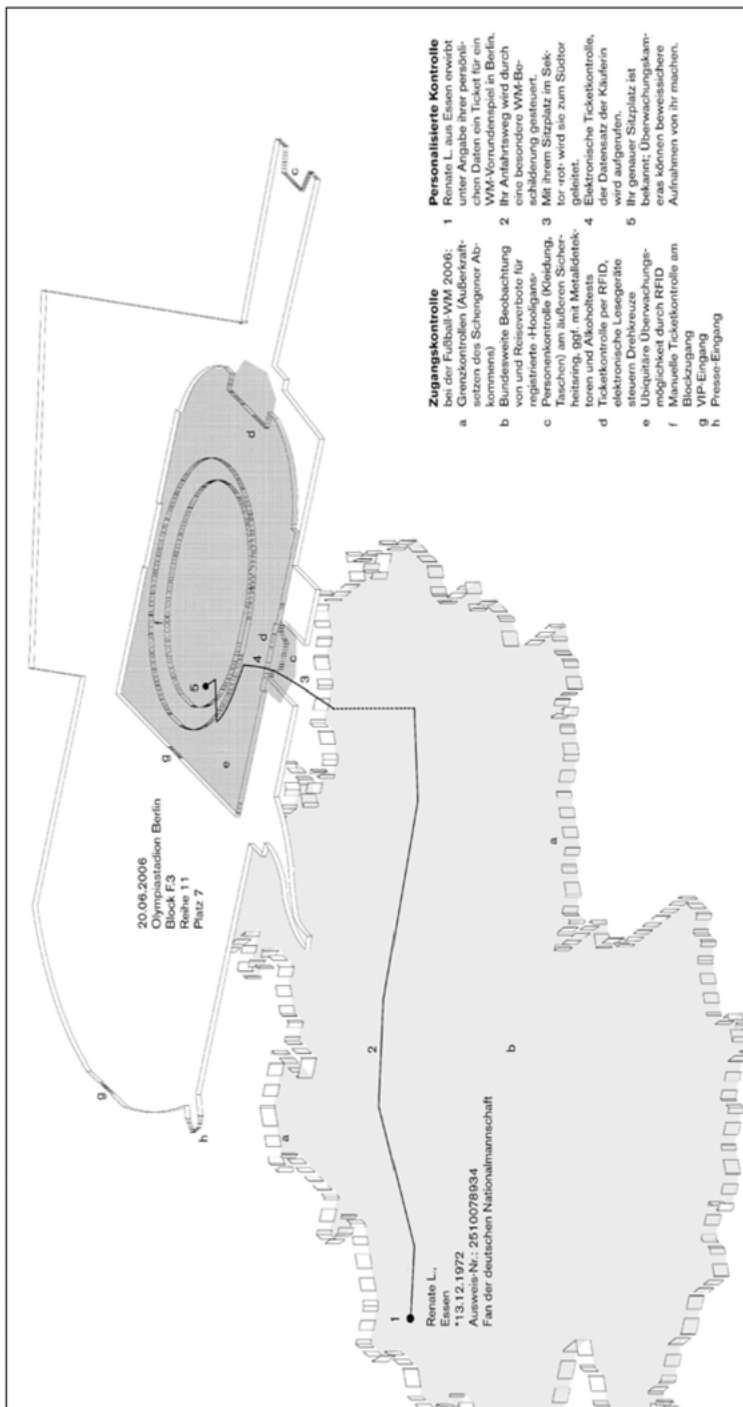 20.06.2006
Olympiastadion Berlin
Block F.3
Reihe 11
Platz 7
g
h
g
f
e
5
4
d
c
3
d
c
a
2
b
a
1
Renate L.,
Essen
*13.12.1972
Ausweis-Nr.: 2510078934
Fan der deutschen Nationalmannschaft
Zugangskontrolle
bei der Fußball-WM 2006:
a Grenzkontrollen (Außerkraft-
setzen des Schengener Ab-
kommens)
b Bundesweite Beobachtung
von und Reiseverbote für
registrierte ›Hooligans‹
c Personenkontrolle (Kleidung,
Taschen) am äußeren Sicher-
heitsring, ggf. mit Metalldetek-
toren und Alkoholtests
d Ticketkontrolle per RFID,
elektronische Lesegeräte
steuern Drehkreuze
e Ubiquitäre Überwachungs-
möglichkeit durch RFID
f Manuelle Ticketkontrolle am
Blockzugang
g VIP-Eingang
h Presse-Eingang
Personalisierte Kontrolle
1 Renate L. aus Essen erwirbt
unter Angabe ihrer persönli-
chen Daten ein Ticket für ein
WM-Vorrundenspiel in Berlin.
2 Ihr Anfahrtsweg wird durch
eine besondere WM-Be-
schilderung gesteuert.
3 Mit ihrem Sitzplatz im Sek-
tor ›rot‹ wird sie zum Südtor
geleitet.
4 Elektronische Ticketkontrolle,
der Datensatz der Käuferin
wird aufgerufen.
5 Ihr genauer Sitzplatz ist
bekannt; Überwachungskam-
eras können beweissichere
Aufnahmen von ihr machen.